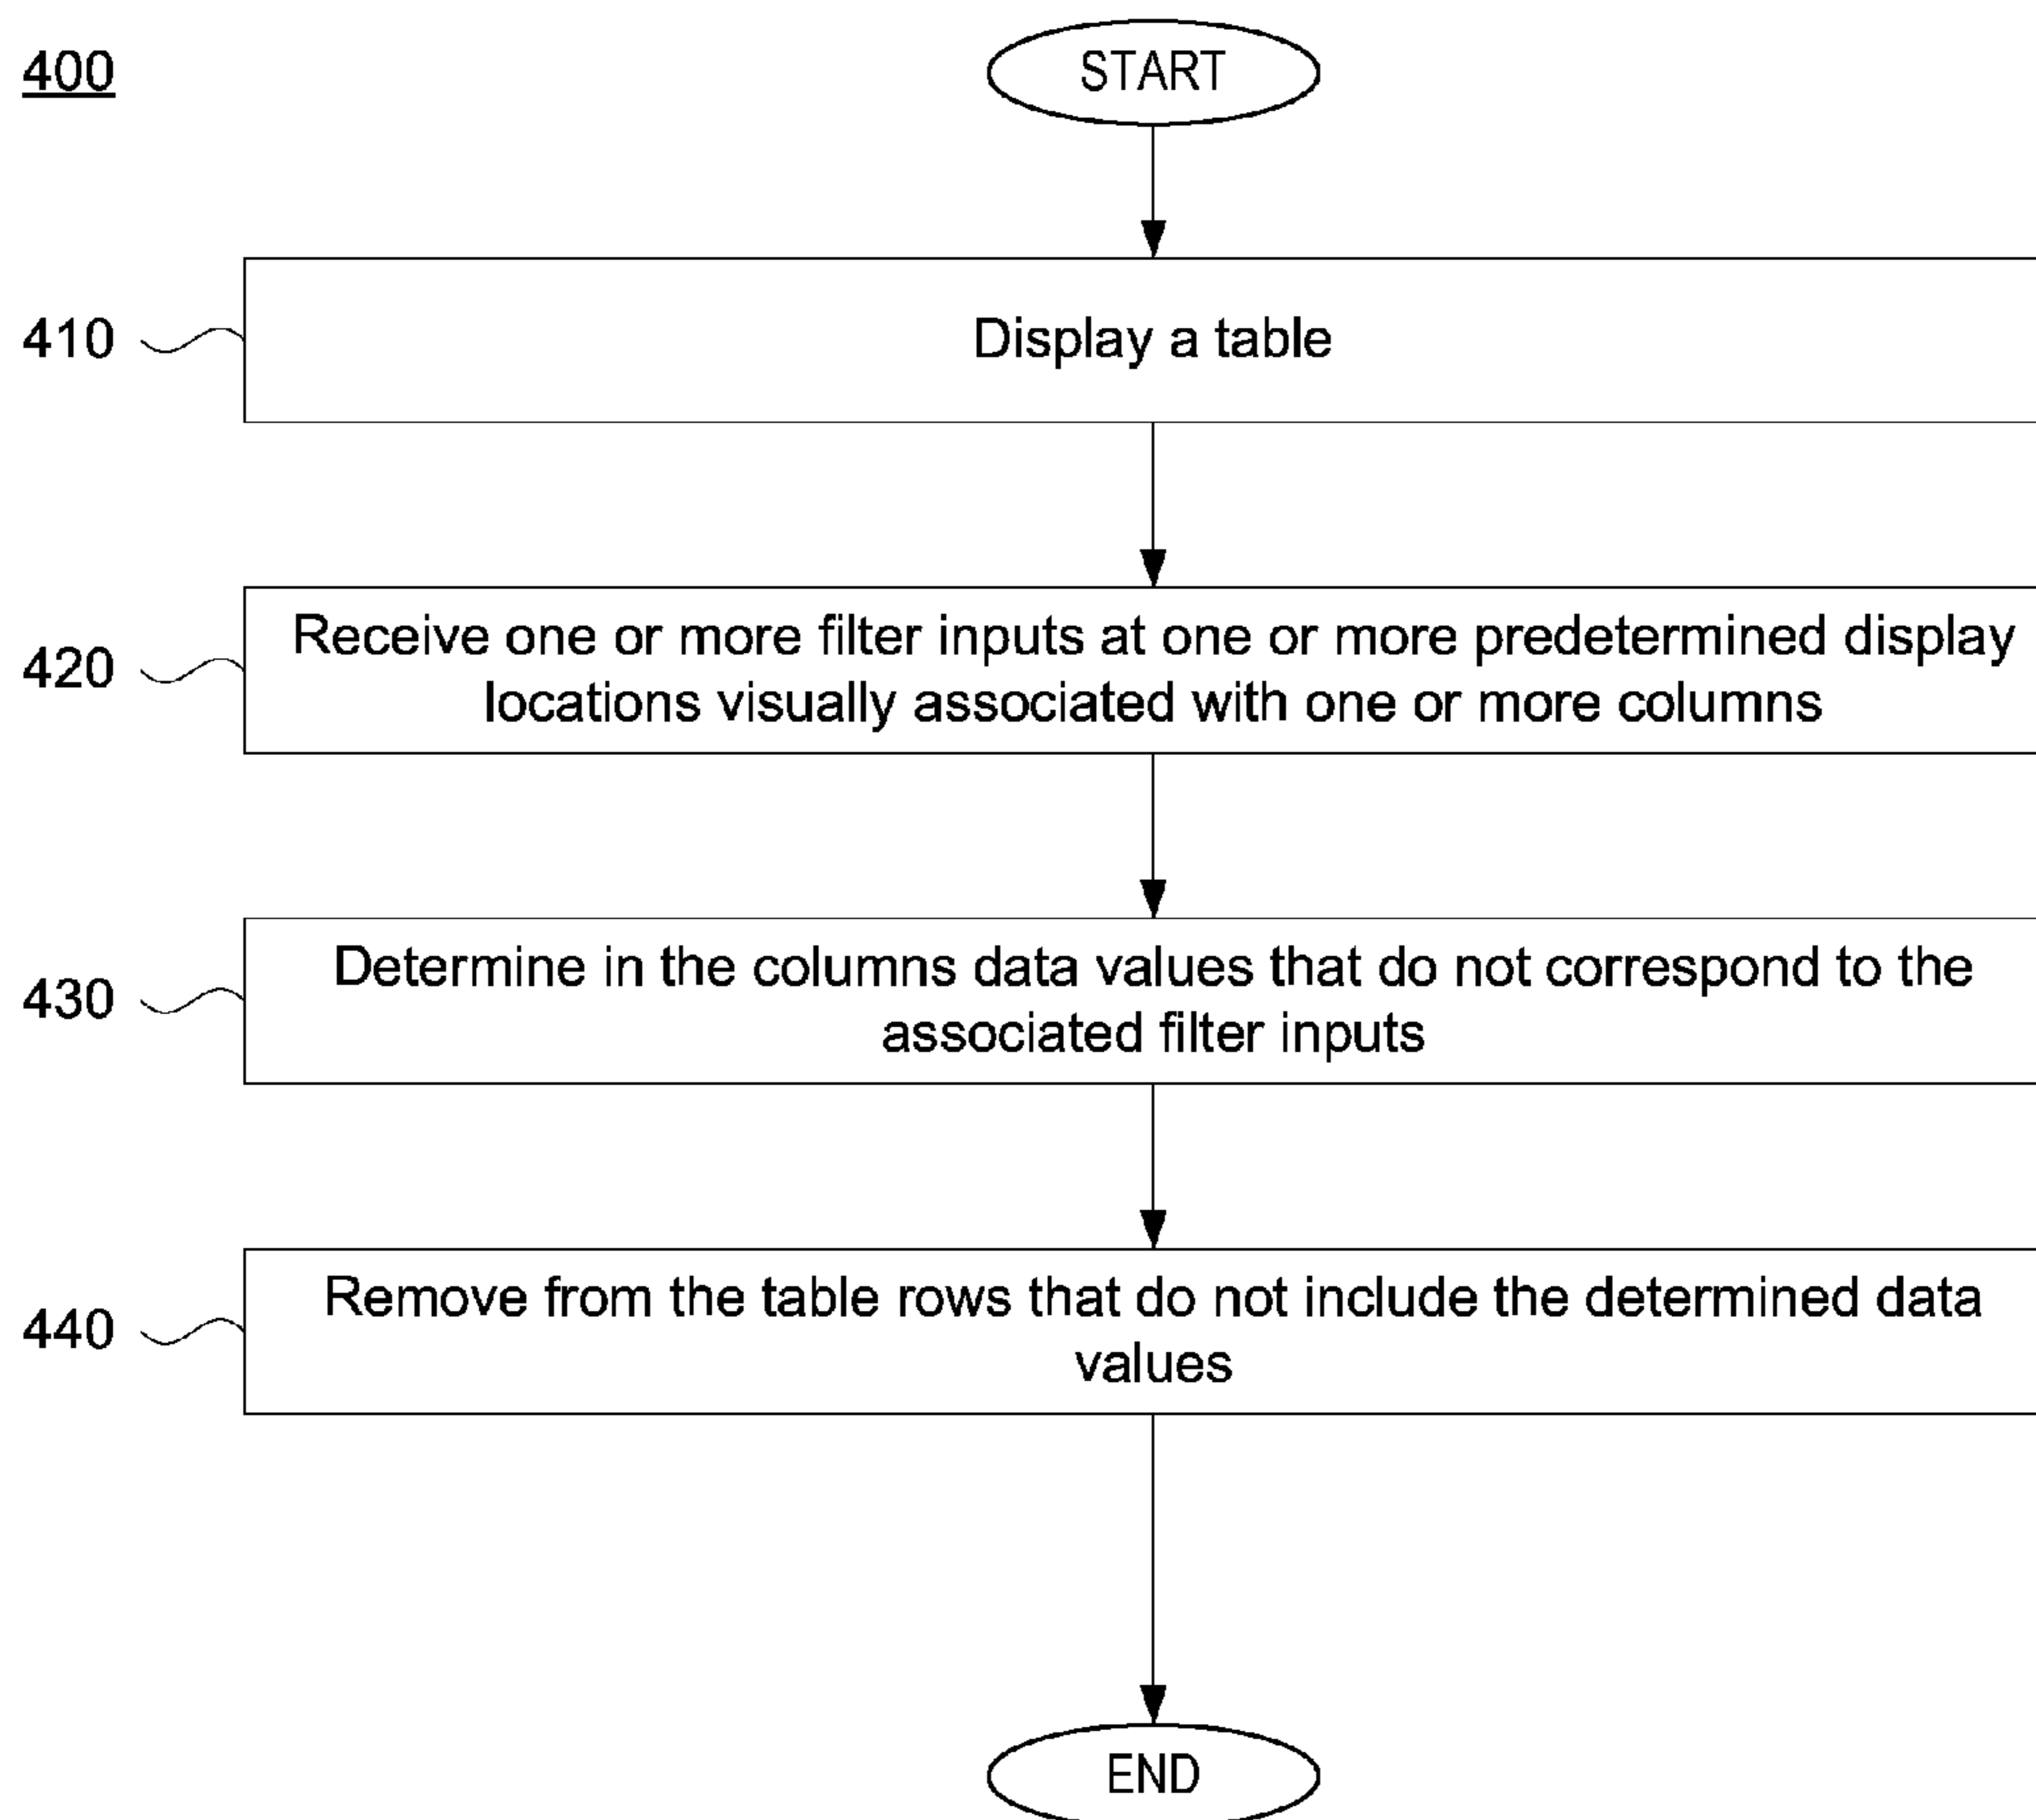 400
START
410
Display a table
420
Receive one or more filter inputs at one or more predetermined display
locations visually associated with one or more columns
430
Determine in the columns data values that do not correspond to the
associated filter inputs
440
Remove from the table rows that do not include the determined data
values
END